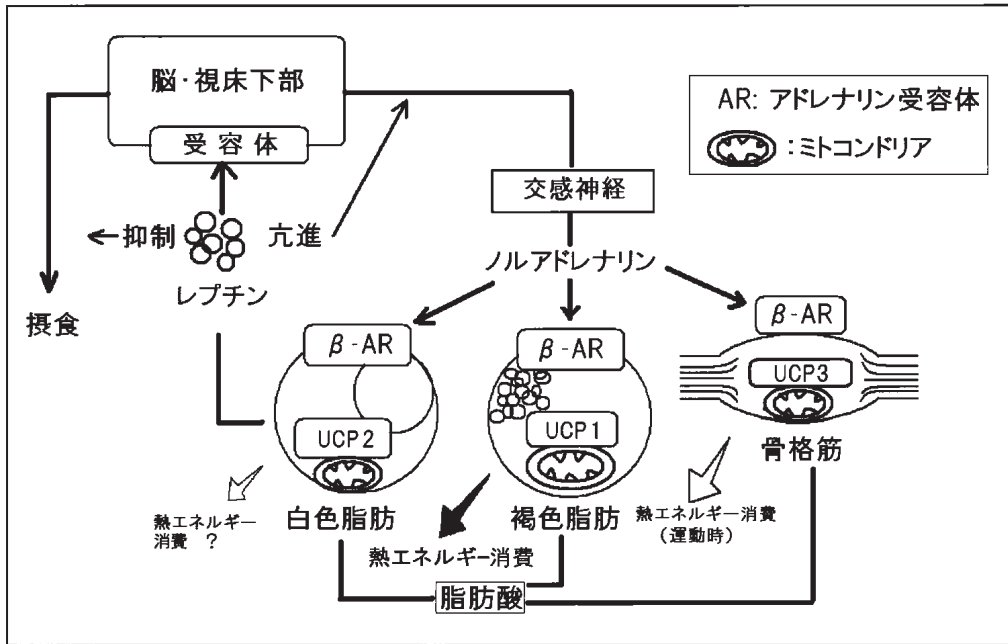 脳・視床下部
受容体
AR: アドレナリン受容体
:ミトコンドリア
交感神経
←抑制
亢進
レプチン
ノルアドレナリン
摂食
β-AR
β-AR
β-AR
UCP2
UCP1
UCP3
骨格筋
白色脂肪
褐色脂肪
熱エネルギー
消費 ?
熱エネルギー消費
熱エネルギー消費
(運動時)
脂肪酸